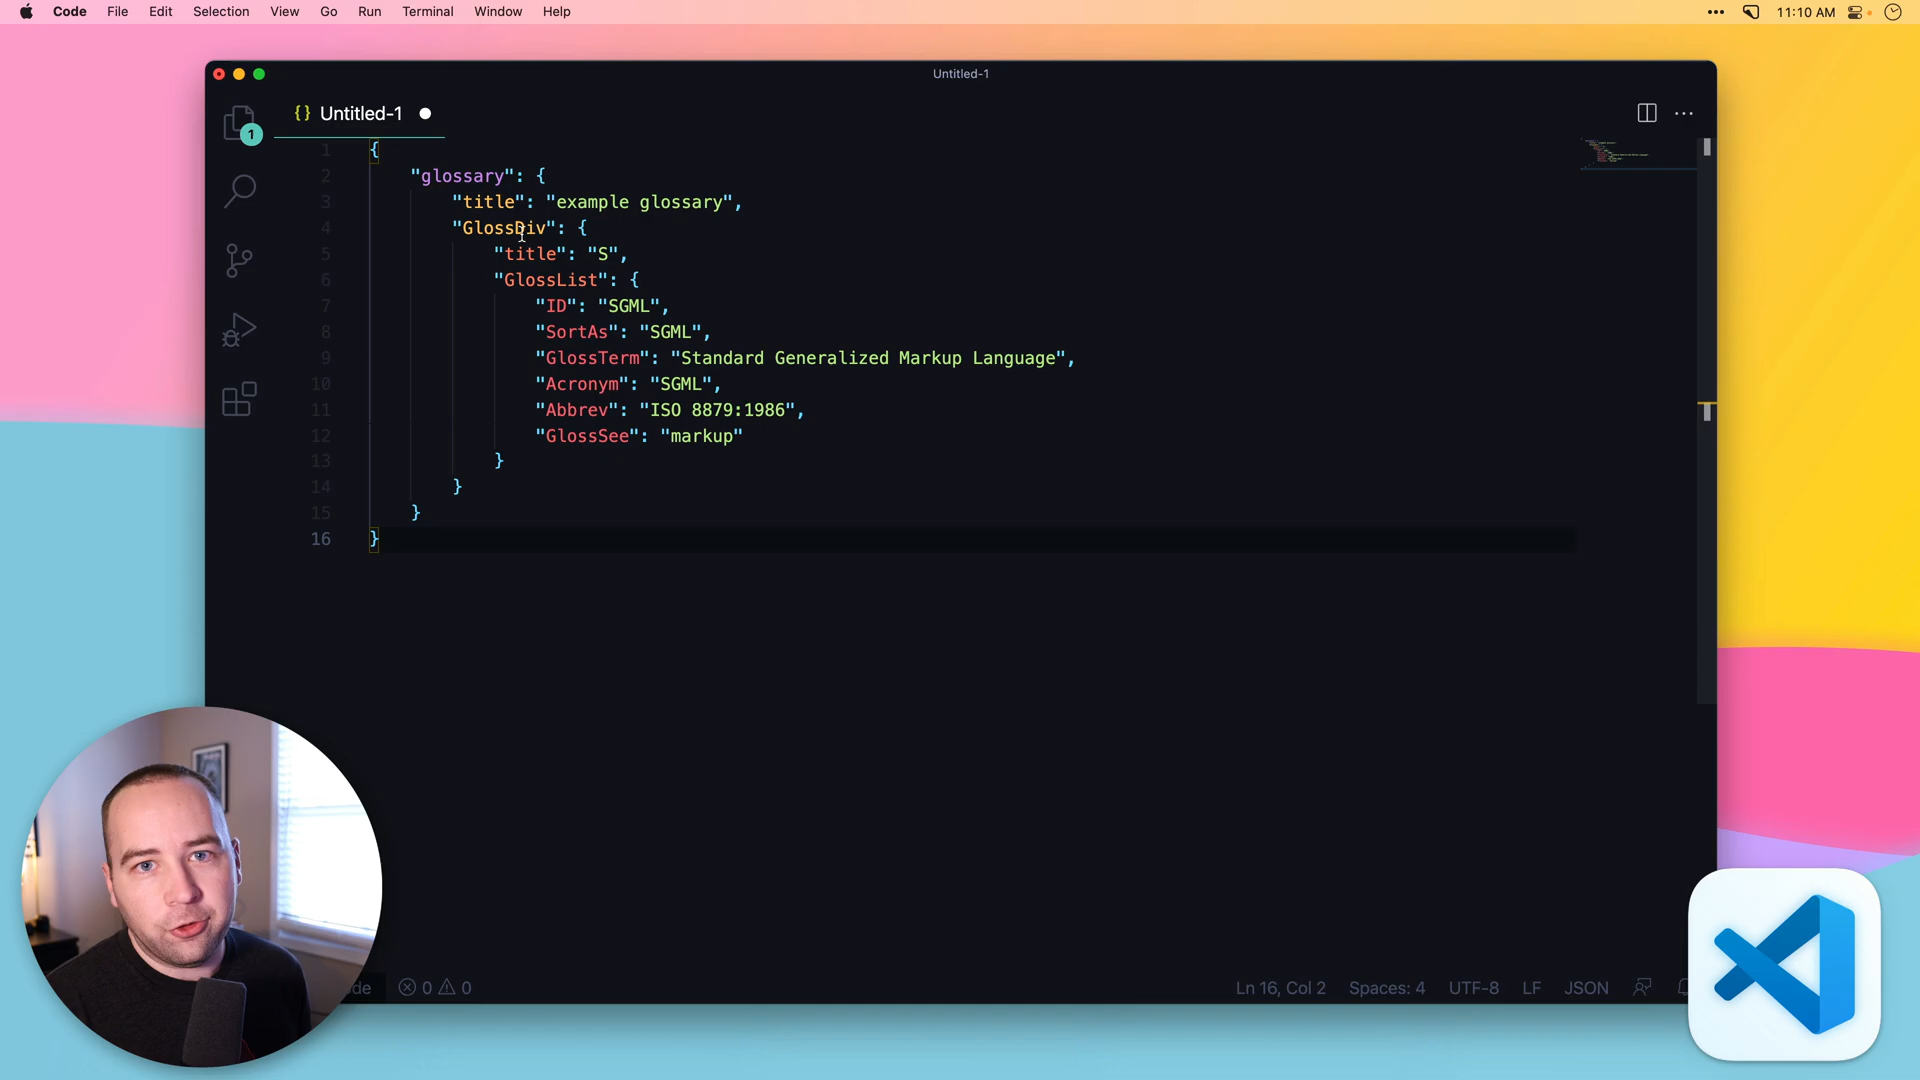 Code File Edit Selection View Go Run Terminal Window Help
11:10 AM
Untitled-1
1
{} Untitled-1
1 {
2 "glossary": {
3 "title": "example glossary",
4 "GlossDiv": {
5 "title": "S",
6 "GlossList": {
7 "ID": "SGML",
8 "SortAs": "SGML",
9 "GlossTerm": "Standard Generalized Markup Language",
10 "Acronym": "SGML",
11 "Abbrev": "ISO 8879:1986",
12 "GlossSee": "markup"
13 }
14 }
15 }
16 }
de 0 0 Ln 16, Col 2 Spaces: 4 UTF-8 LF JSON